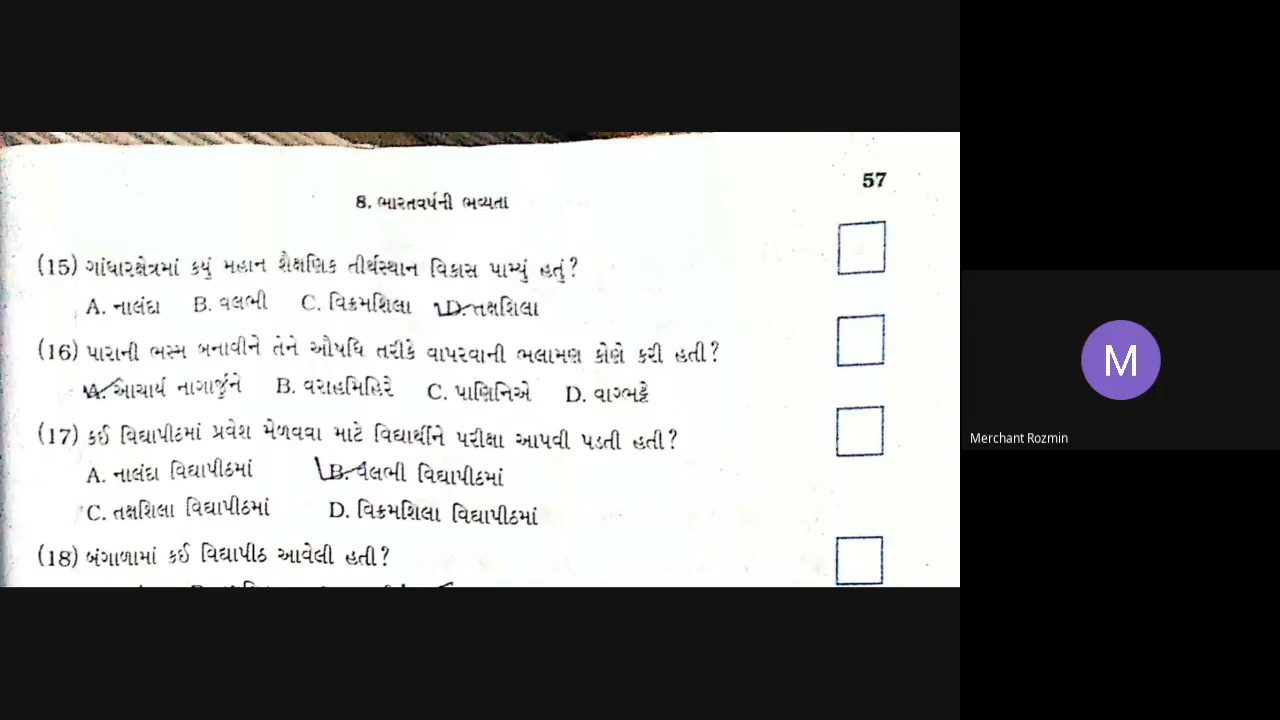 57
8. ભારતવર્ષની ભવ્યતા
(15) ગાંધારક્ષેત્રમાં કયું મહાન શૈક્ષણિક તીર્થસ્થાન વિકાસ પામ્યું હતું?
A. નાલંદા B. વલભી C. વિક્રમશિલા D. તક્ષશિલા
(16) પારાની ભસ્મ બનાવીને તેને ઔષધિ તરીકે વાપરવાની ભલામણ કોણે કરી હતી?
A. આચાર્ય નાગાર્જુને B. વરાહમિહિરે C. પાણિનિએ D. વાગ્ભટ્ટે
(17) કઈ વિદ્યાપીઠમાં પ્રવેશ મેળવવા માટે વિદ્યાર્થીને પરીક્ષા આપવી પડતી હતી?
A. નાલંદા વિદ્યાપીઠમાં B. વલભી વિદ્યાપીઠમાં
C. તક્ષશિલા વિદ્યાપીઠમાં D. વિક્રમશિલા વિદ્યાપીઠમાં
(18) બંગાળામાં કઈ વિદ્યાપીઠ આવેલી હતી?
M
Merchant Rozmin